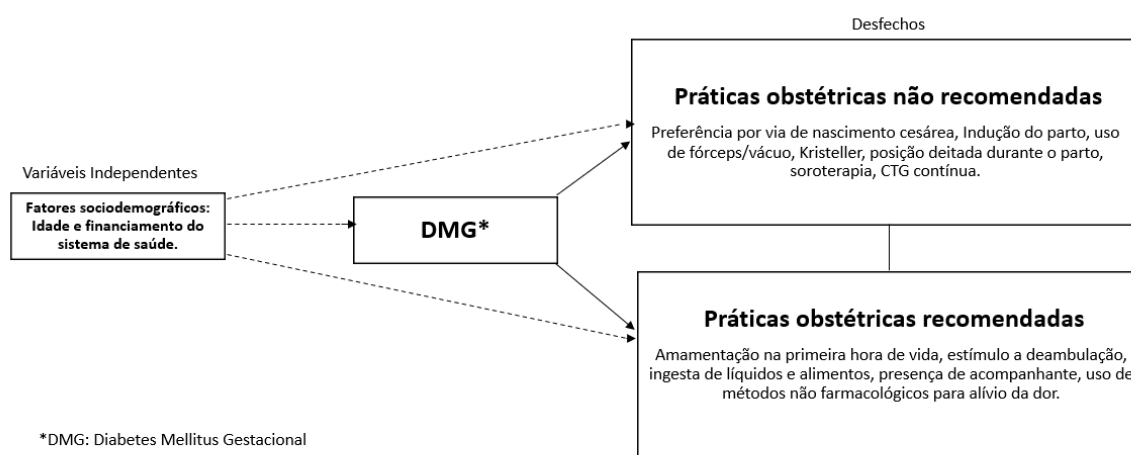 Desfechos
Práticas obstétricas não recomendadas
Preferência por via de nascimento cesárea, Indução do parto, uso
de fórceps/vácuo, Kristeller, posição deitada durante o parto,
soroterapia, CTG contínua.
Variáveis Independentes
Fatores sociodemográficos:
Idade e financiamento do
sistema de saúde.
DMG*
Práticas obstétricas recomendadas
Amamentação na primeira hora de vida, estímulo a deambulação,
ingesta de líquidos e alimentos, presença de acompanhante, uso de
métodos não farmacológicos para alívio da dor.
*DMG: Diabetes Mellitus Gestacional